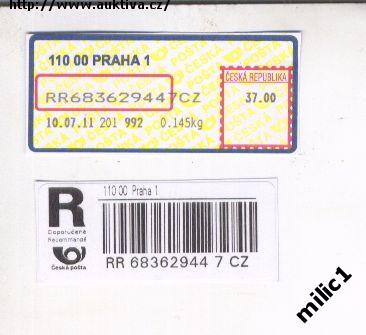 http://www.auktiva.cz/
110 00 PRAHA 1
ČESKÁ REPUBLIKA
RR683629447CZ
37.00
10.07.11 201 992 0.145kg
110 00 Praha 1
R
Doporučeně
Recommandé
Česká pošta
RR 68362944 7 CZ
milic1